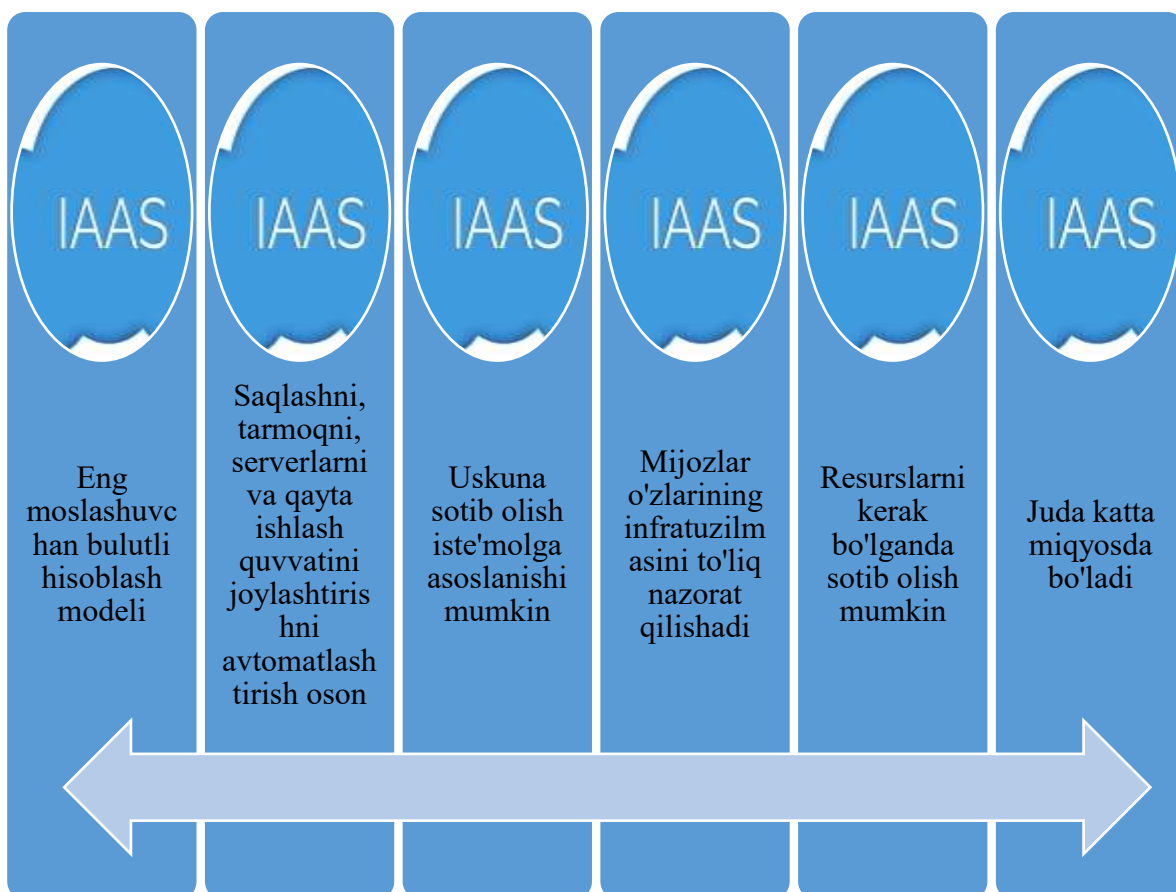 IAAS
Eng
moslashuvc
han bulutli
hisoblash
modeli
IAAS
Saqlashni,
tarmoqni,
serverlarni
va qayta
ishlash
quvvatini
joylashtiris
hni
avtomatlash
tirish oson
IAAS
Uskuna
sotib olish
iste'molga
asoslanishi
mumkin
IAAS
Mijozlar
o'zlarining
infratuzilm
asini to'liq
nazorat
qilishadi
IAAS
Resurslarni
kerak
bo'lganda
sotib olish
mumkin
IAAS
Juda katta
miqyosda
bo'ladi